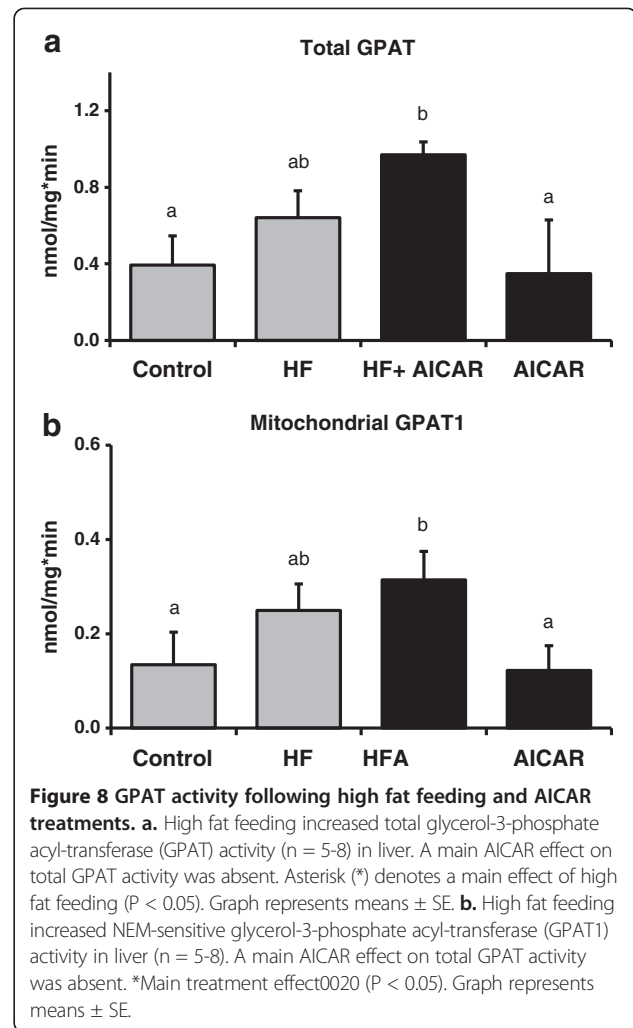 a
Total GPAT
nmol/mg*min
1.2
0.8
0.4
0.0
a
ab
b
a
Control HF HF+ AICAR AICAR
b
Mitochondrial GPAT1
nmol/mg*min
0.6
0.4
0.2
0.0
a
ab
b
a
Control HF HFA AICAR
Figure 8 GPAT activity following high fat feeding and AICAR
treatments. a. High fat feeding increased total glycerol-3-phosphate
acyl-transferase (GPAT) activity (n = 5-8) in liver. A main AICAR effect on
total GPAT activity was absent. Asterisk (*) denotes a main effect of high
fat feeding (P < 0.05). Graph represents means ± SE. b. High fat feeding
increased NEM-sensitive glycerol-3-phosphate acyl-transferase (GPAT1)
activity in liver (n = 5-8). A main AICAR effect on total GPAT activity
was absent. *Main treatment effect0020 (P < 0.05). Graph represents
means ± SE.